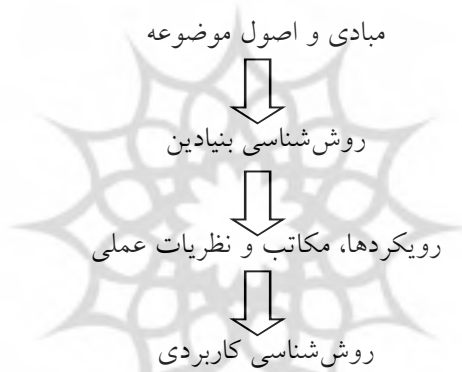 مبادی و اصول موضوعه
روش‌شناسی بنیادین
رویکردها، مکاتب و نظریات عملی
روش‌شناسی کاربردی